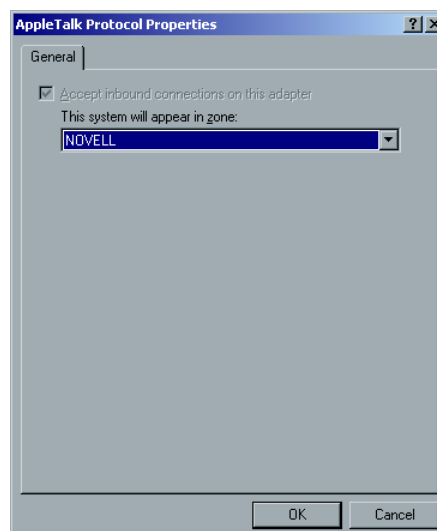 AppleTalk Protocol Properties
General
Accept inbound connections on this adapter
This system will appear in zone:
NOVELL
OK
Cancel